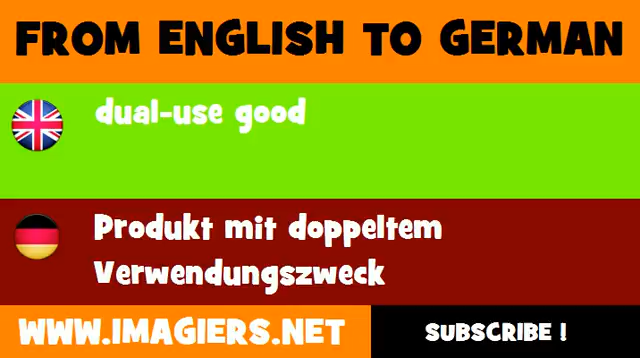 FROM ENGLISH TO GERMAN
dual-use good
Produkt mit doppeltem
Verwendungszweck
WWW.IMAGIERS.NET
SUBSCRIBE !